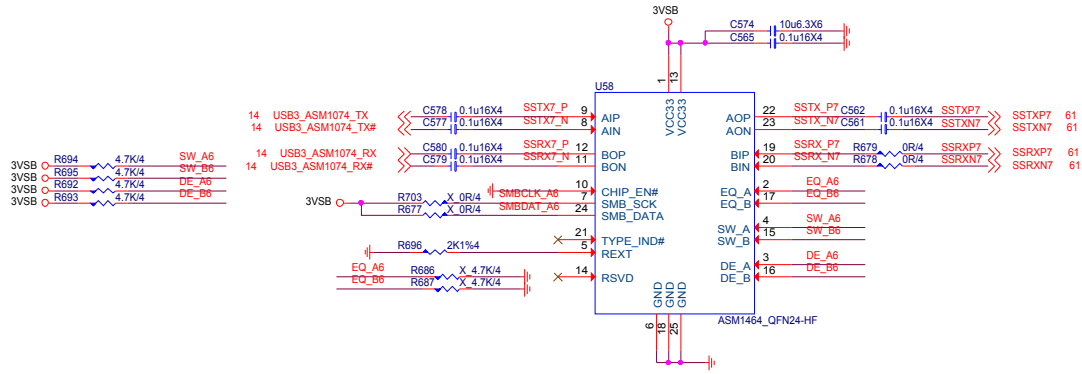 3VSB
C574 10u6.3X6
C565 0.1u16X4
U58
1 13
VCC33 VCC33
14 USB3_ASM1074_TX C578 0.1u16X4 SSTX7_P 9 AIP
14 USB3_ASM1074_TX# C577 0.1u16X4 SSTX7_N 8 AIN
AOP 22 SSTX_P7 C562 0.1u16X4 SSTXP7 SSTXP7 61
AON 23 SSTX_N7 C561 0.1u16X4 SSTXN7 SSTXN7 61
14 USB3_ASM1074_RX C580 0.1u16X4 SSRX7_P 12 BOP
14 USB3_ASM1074_RX# C579 0.1u16X4 SSRX7_N 11 BON
BIP 19 SSRX_P7 R679 0R/4 SSRXP7 SSRXP7 61
BIN 20 SSRX_N7 R678 0R/4 SSRXN7 SSRXN7 61
3VSB R694 4.7K/4 SW_A6
3VSB R695 4.7K/4 SW_B6
3VSB R692 4.7K/4 DE_A6
3VSB R693 4.7K/4 DE_B6
10 CHIP_EN#
3VSB R703 X_0R/4 SMBCLK_A6 7 SMB_SCK
R677 X_0R/4 SMBDAT_A6 24 SMB_DATA
EQ_A 2 EQ_A6
EQ_B 17 EQ_B6
SW_A 4 SW_A6
SW_B 15 SW_B6
21 TYPE_IND#
R696 2K1%4 5 REXT
DE_A 3 DE_A6
DE_B 16 DE_B6
EQ_A6 R686 X_4.7K/4
EQ_B6 R687 X_4.7K/4
14 RSVD
GND GND GND
6 18 25
ASM1464_QFN24-HF